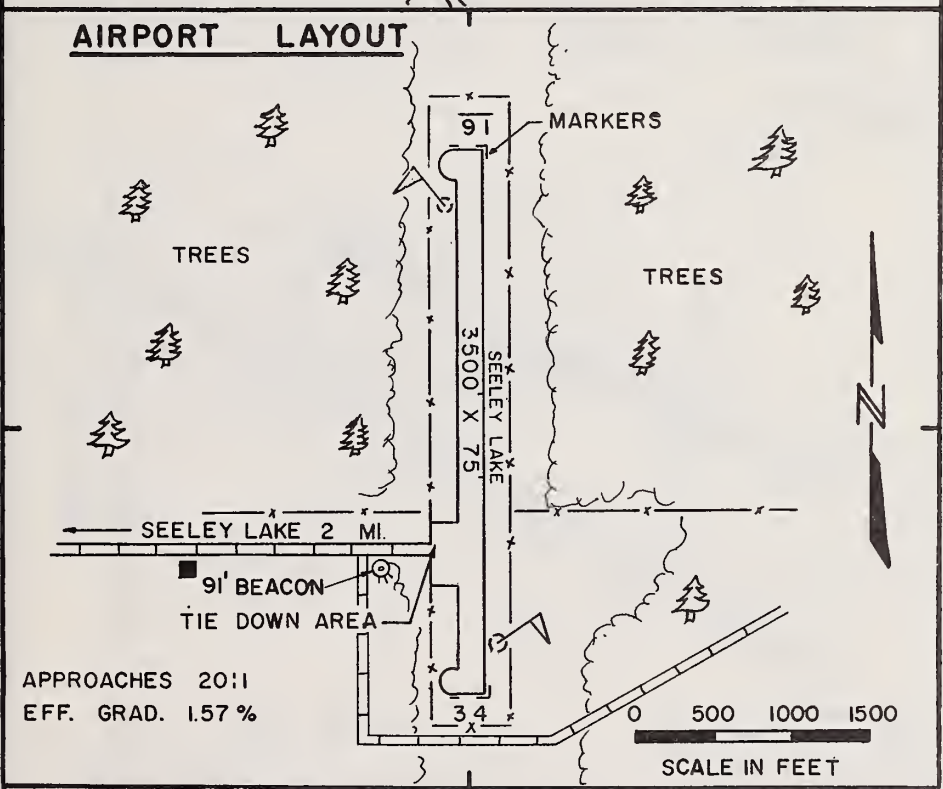 AIRPORT LAYOUT
16
MARKERS
TREES
TREES
3500' X 75'
SEELEY LAKE
N
SEELEY LAKE 2 MI.
91' BEACON
TIE DOWN AREA
APPROACHES 20:1
EFF. GRAD. 1.57 %
34
0 500 1000 1500
SCALE IN FEET